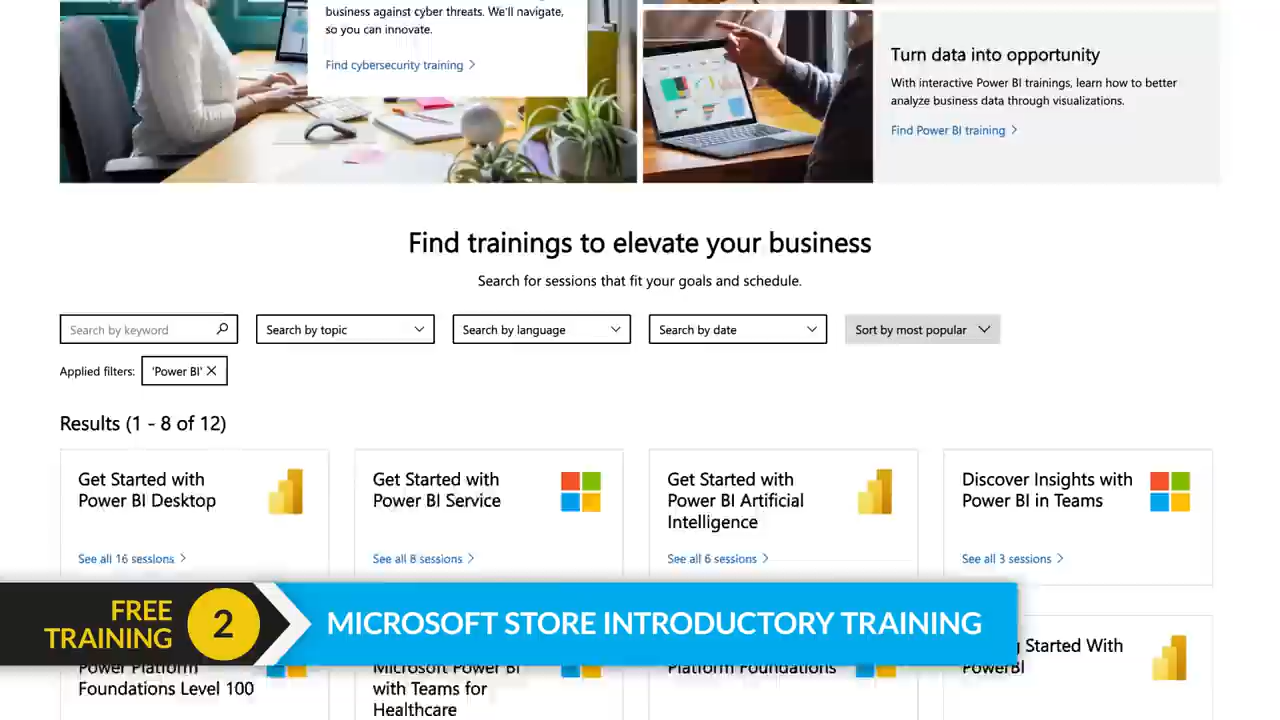 business against cyber threats. We'll navigate,
so you can innovate.
Find cybersecurity training
Turn data into opportunity
With interactive Power BI trainings, learn how to better
analyze business data through visualizations.
Find Power BI training
Find trainings to elevate your business
Search for sessions that fit your goals and schedule.
Search by keyword
Search by topic
Search by language
Search by date
Sort by most popular
Applied filters:
'Power BI'
Results (1 - 8 of 12)
Get Started with
Power BI Desktop
See all 16 sessions
Get Started with
Power BI Service
See all 8 sessions
Get Started with
Power BI Artificial
Intelligence
See all 6 sessions
Discover Insights with
Power BI in Teams
See all 3 sessions
FREE
TRAINING
2
MICROSOFT STORE INTRODUCTORY TRAINING
Power Platform
Foundations Level 100
Microsoft Power BI
with Teams for
Healthcare
Platform Foundations
Started With
PowerBI